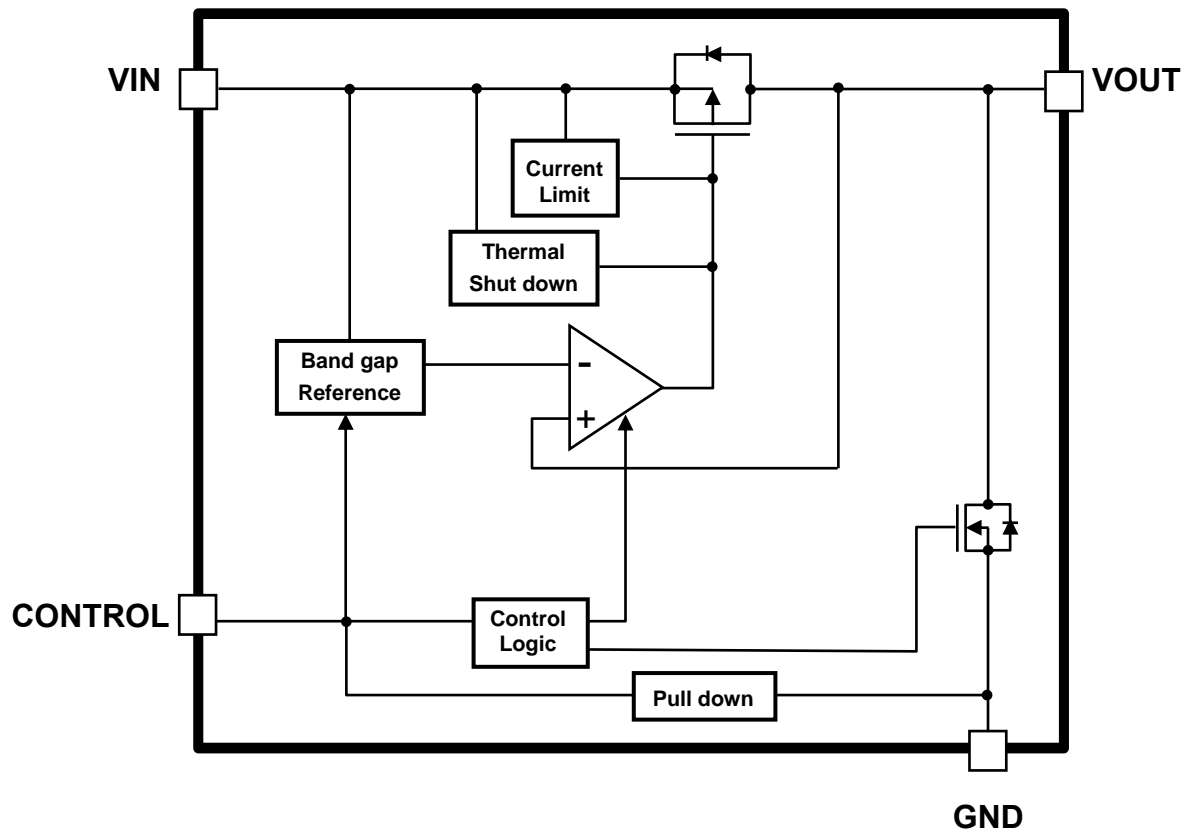 VIN
VOUT
Current
Limit
Thermal
Shut down
Band gap
Reference
-
+
CONTROL
Control
Logic
Pull down
GND